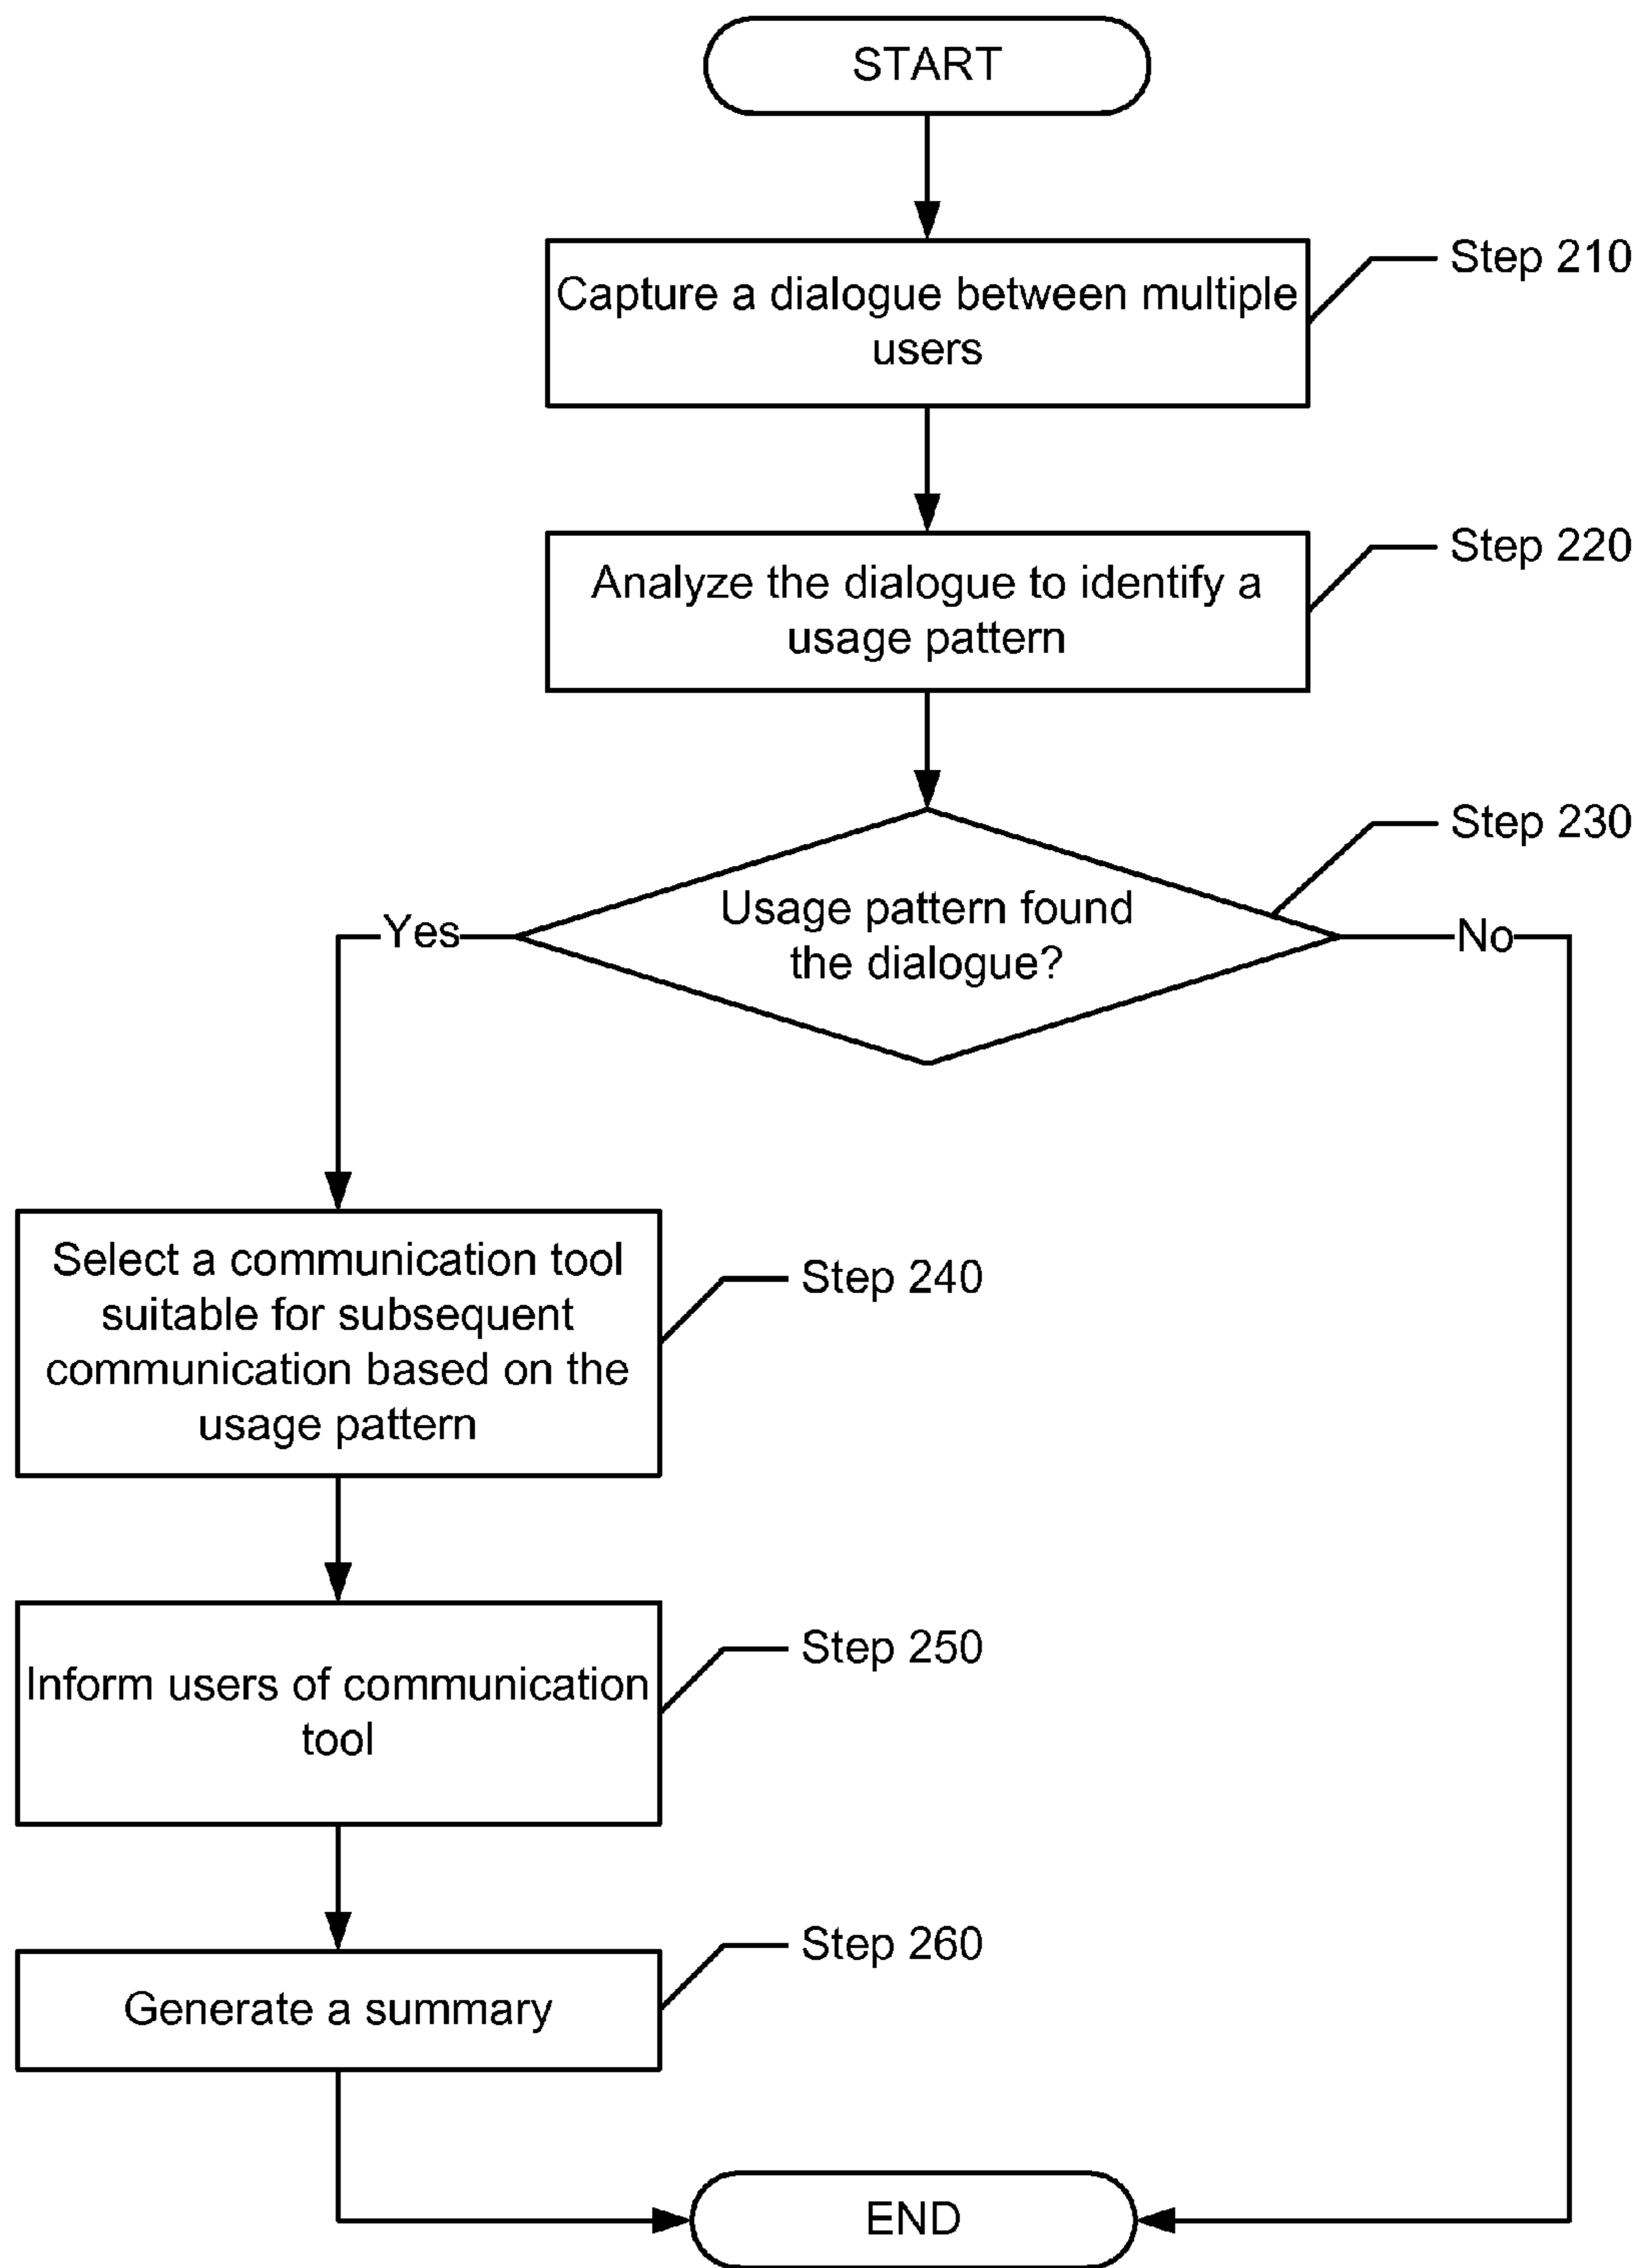 START
Capture a dialogue between multiple
users
Step 210
Analyze the dialogue to identify a
usage pattern
Step 220
Usage pattern found
the dialogue?
Step 230
Yes
No
Select a communication tool
suitable for subsequent
communication based on the
usage pattern
Step 240
Inform users of communication
tool
Step 250
Generate a summary
Step 260
END